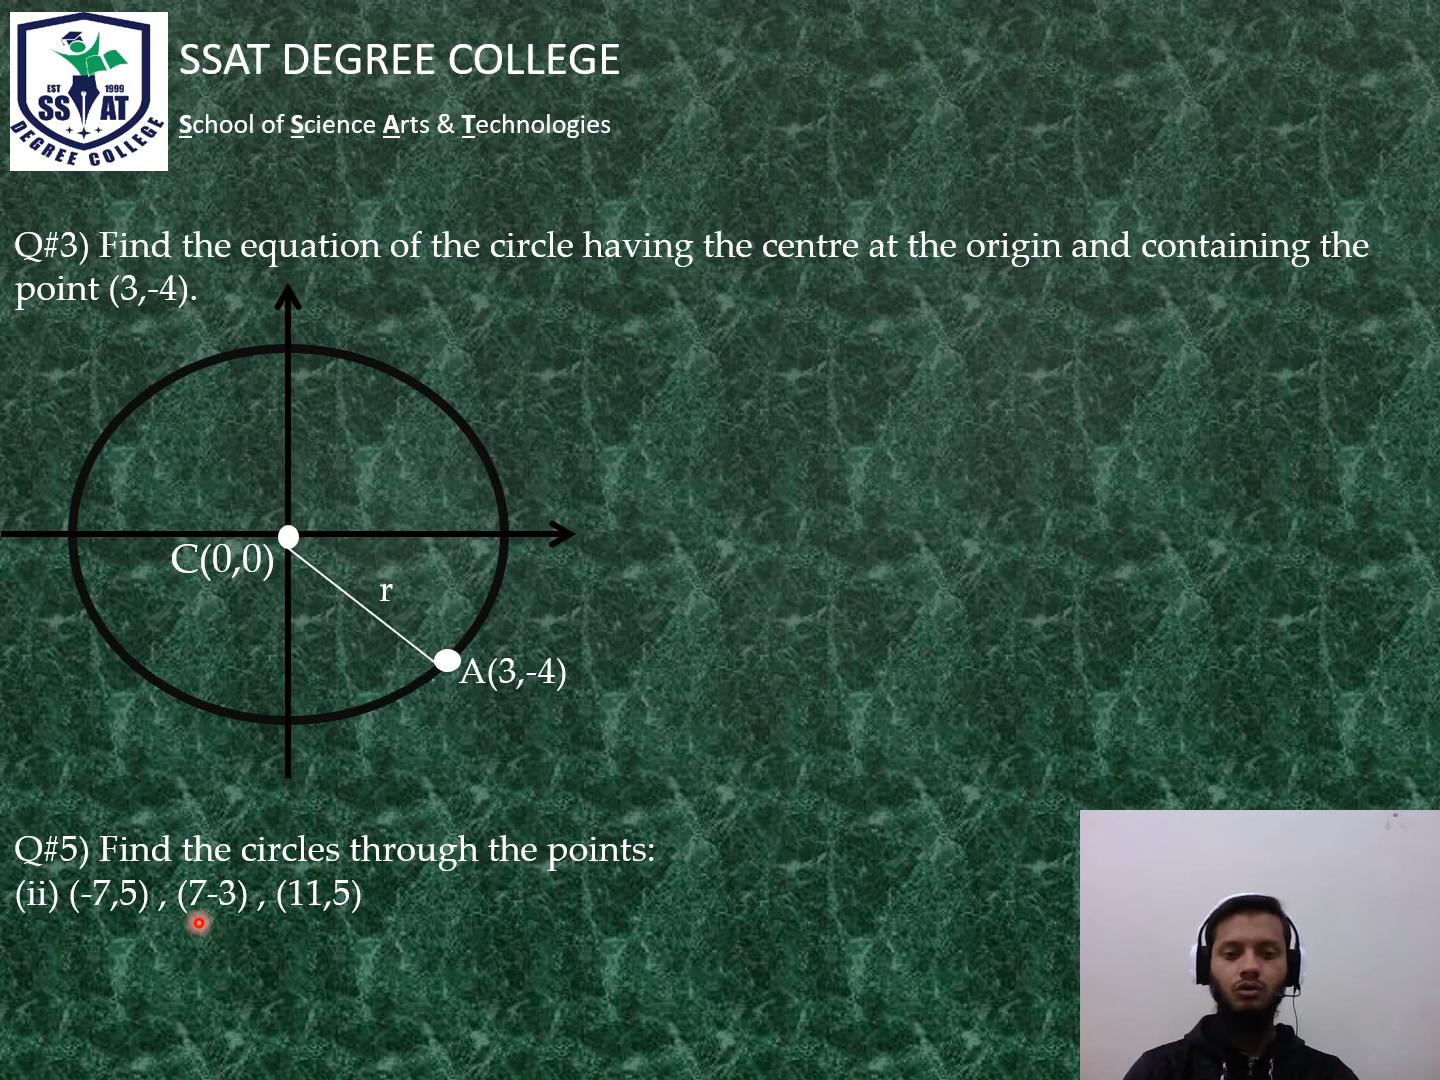 EST 1999
SS AT
DEGREE COLLEGE
SSAT DEGREE COLLEGE
School of Science Arts & Technologies
Q#3) Find the equation of the circle having the centre at the origin and containing the
point (3,-4).
C(0,0)
r
A(3,-4)
Q#5) Find the circles through the points:
(ii) (-7,5) , (7-3) , (11,5)